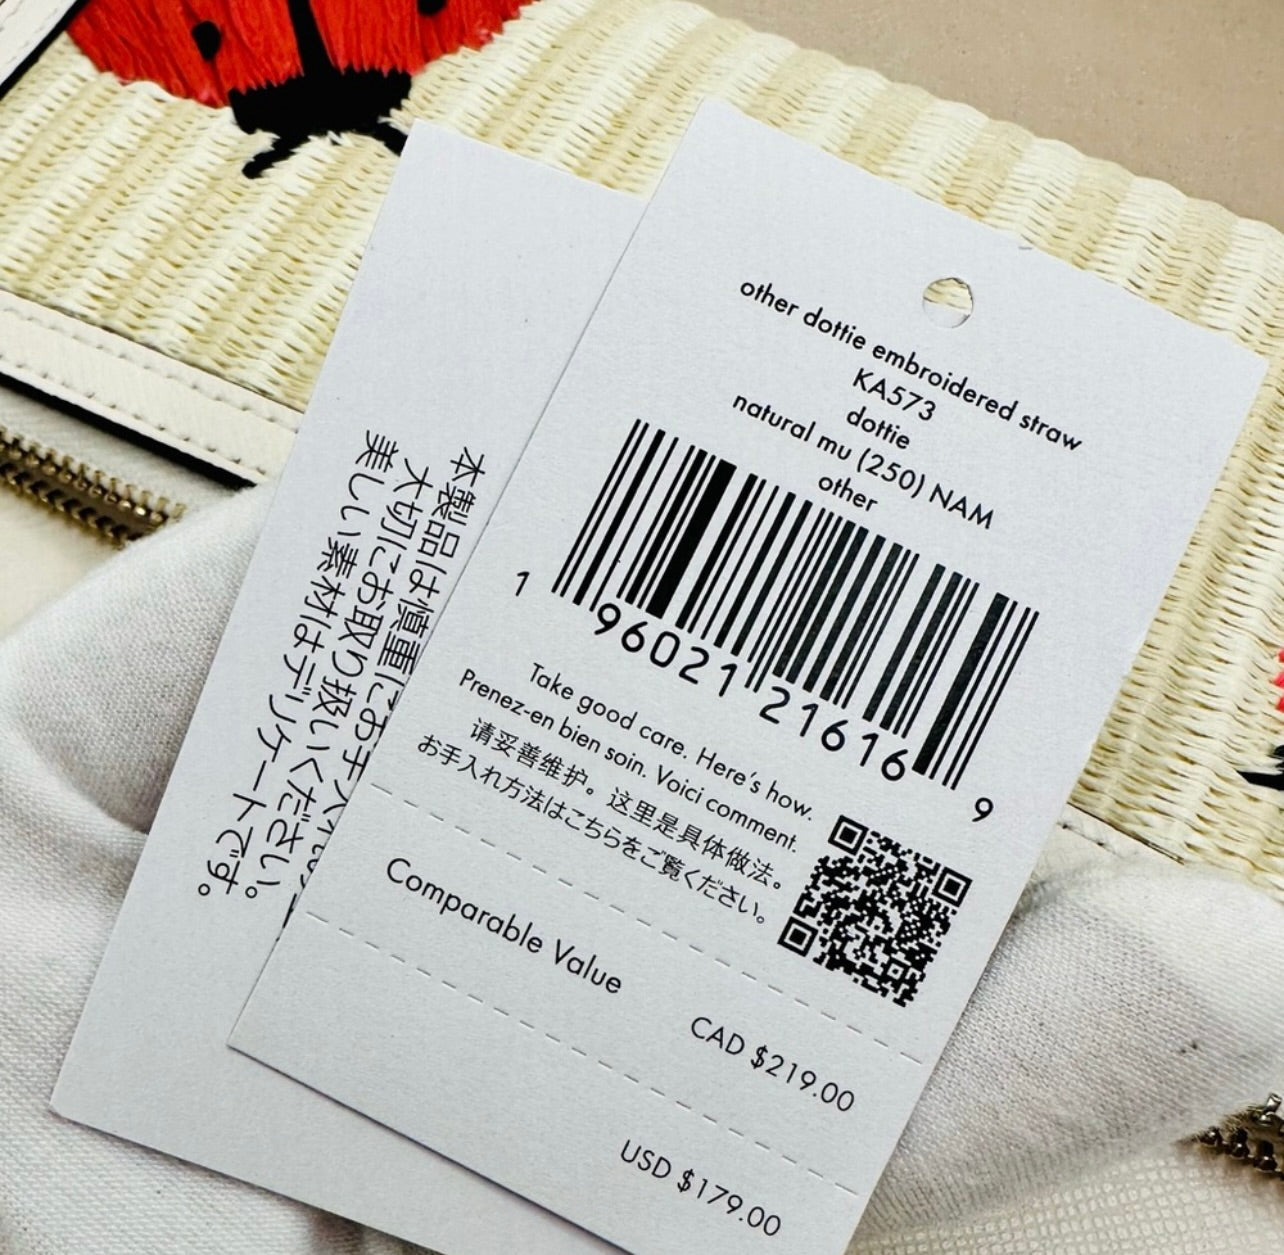 other dottie embroidered straw
KA573
dottie
natural mu (250) NAM
other
1 96021 21616 9
Take good care. Here's how.
Prenez-en bien soin. Voici comment.
请妥善维护。这里是具体做法。
お手入れ方法はこちらをご覧ください。
Comparable Value
CAD $219.00
USD $179.00
本製品は慎重にお手入れ
大切にお取り扱いください。
美しい素材はデリケートです。